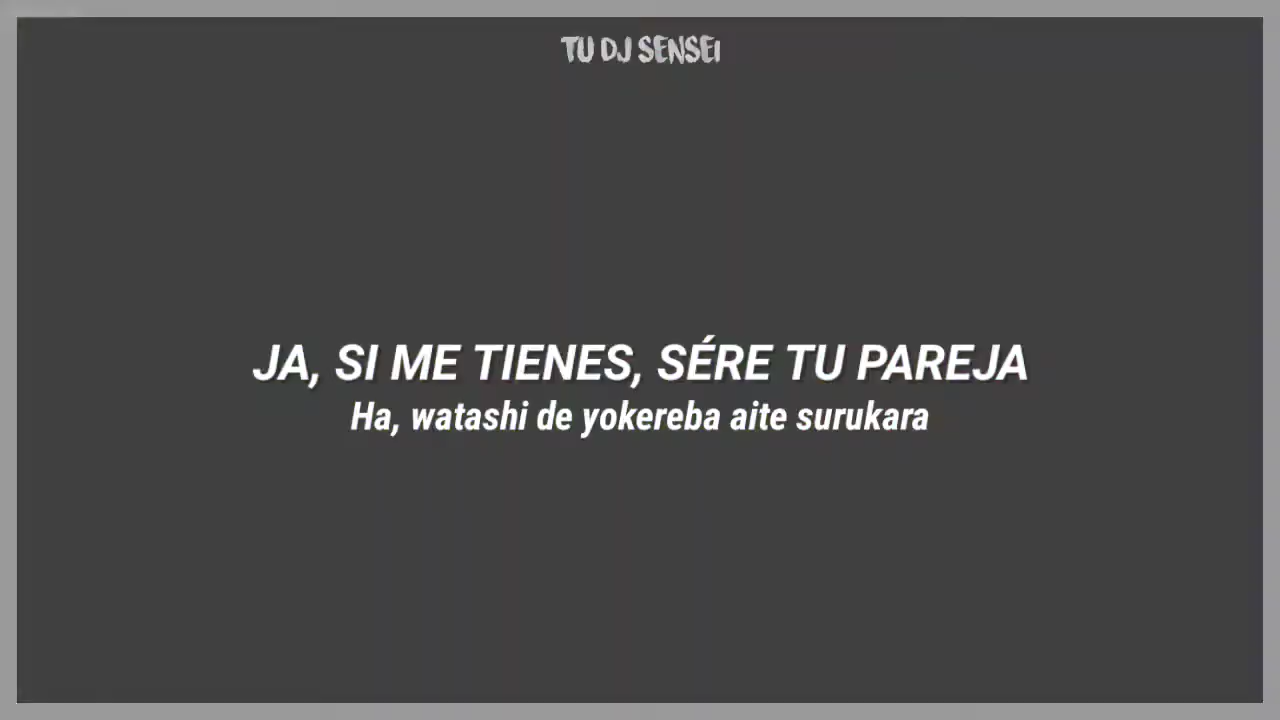 TU DJ SENSEI
JA, SI ME TIENES, SÉRE TU PAREJA
Ha, watashi de yokereba aite surukara